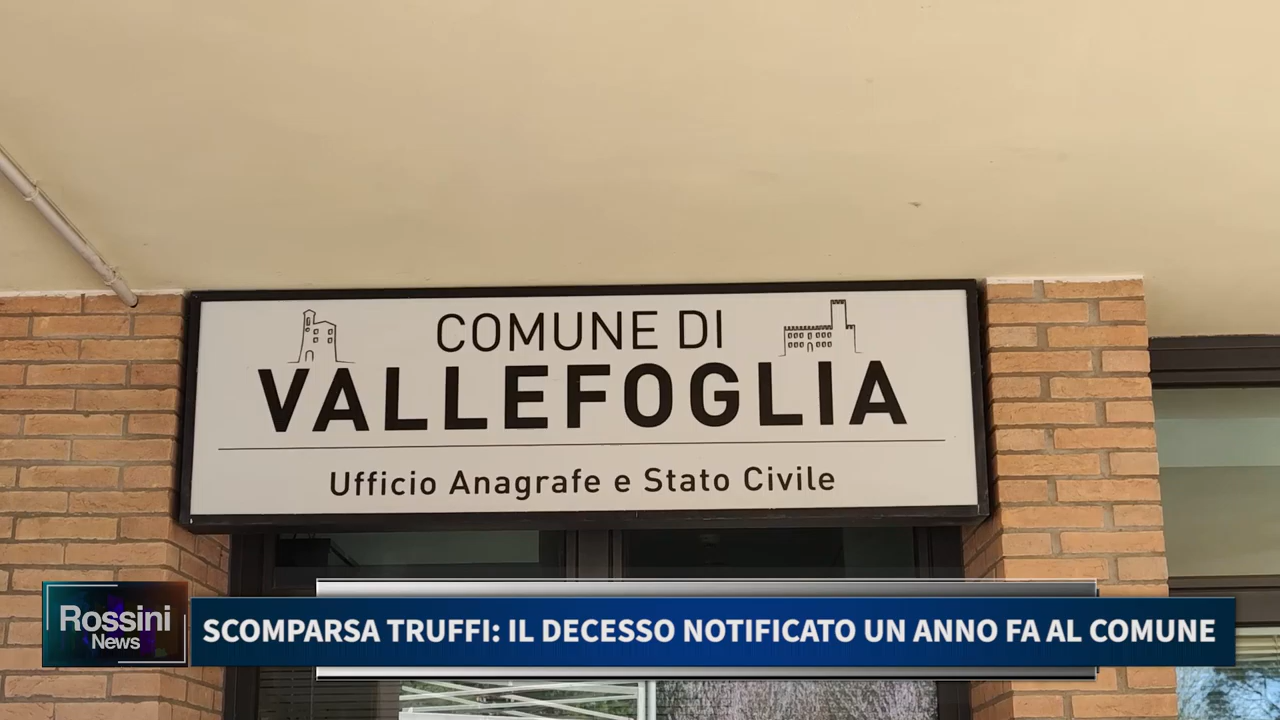 COMUNE DI
VALLEFOGLIA
Ufficio Anagrafe e Stato Civile
Rossini
News
SCOMPARSA TRUFFI: IL DECESSO NOTIFICATO UN ANNO FA AL COMUNE